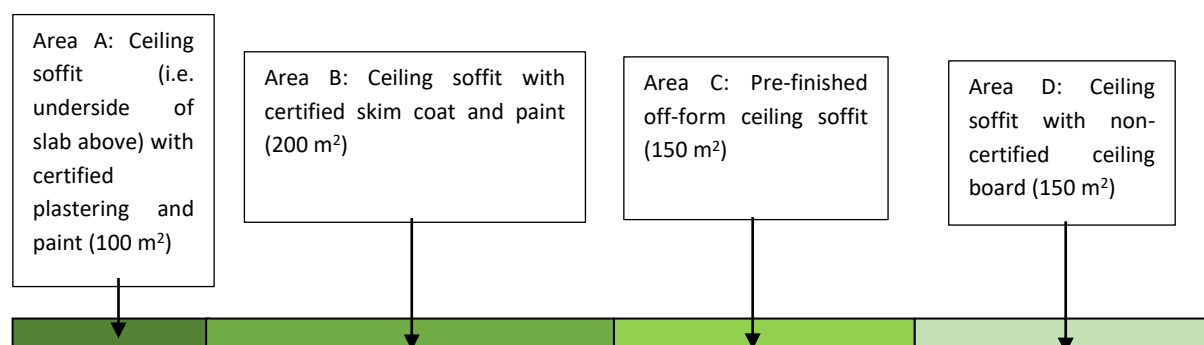 Area A: Ceiling
soffit (i.e.
underside of
slab above) with
certified
plastering and
paint (100 m²)
Area B: Ceiling soffit with
certified skim coat and paint
(200 m²)
Area C: Pre-finished
off-form ceiling soffit
(150 m²)
Area D: Ceiling
soffit with non-
certified ceiling
board (150 m²)